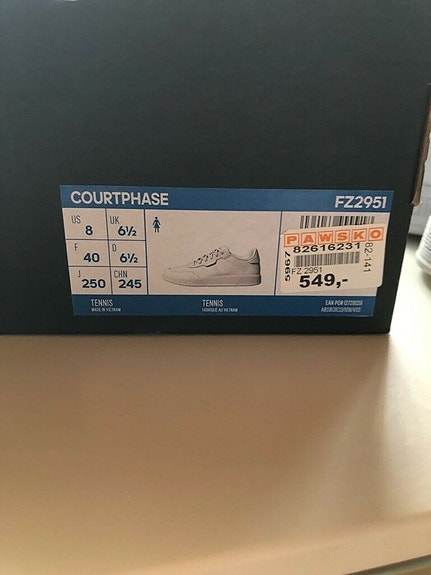 COURTPHASE
FZ2951
US
8
UK
6½
F
40
D
6½
J
250
CHN
245
PAWSKO
82616231
5967
82-141
FZ 2951
549,-
TENNIS
MADE IN VIETNAM
TENNIS
FABRIQUÉ AU VIETNAM